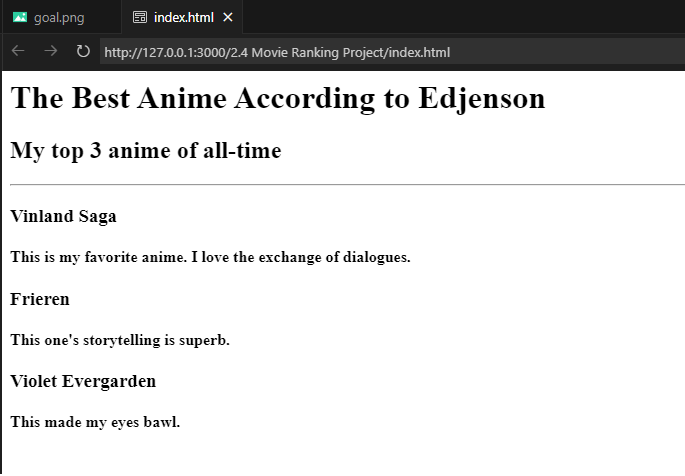 goal.png
index.html
http://127.0.0.1:3000/2.4 Movie Ranking Project/index.html
The Best Anime According to Edjenson
My top 3 anime of all-time
Vinland Saga
This is my favorite anime. I love the exchange of dialogues.
Frieren
This one's storytelling is superb.
Violet Evergarden
This made my eyes bawl.